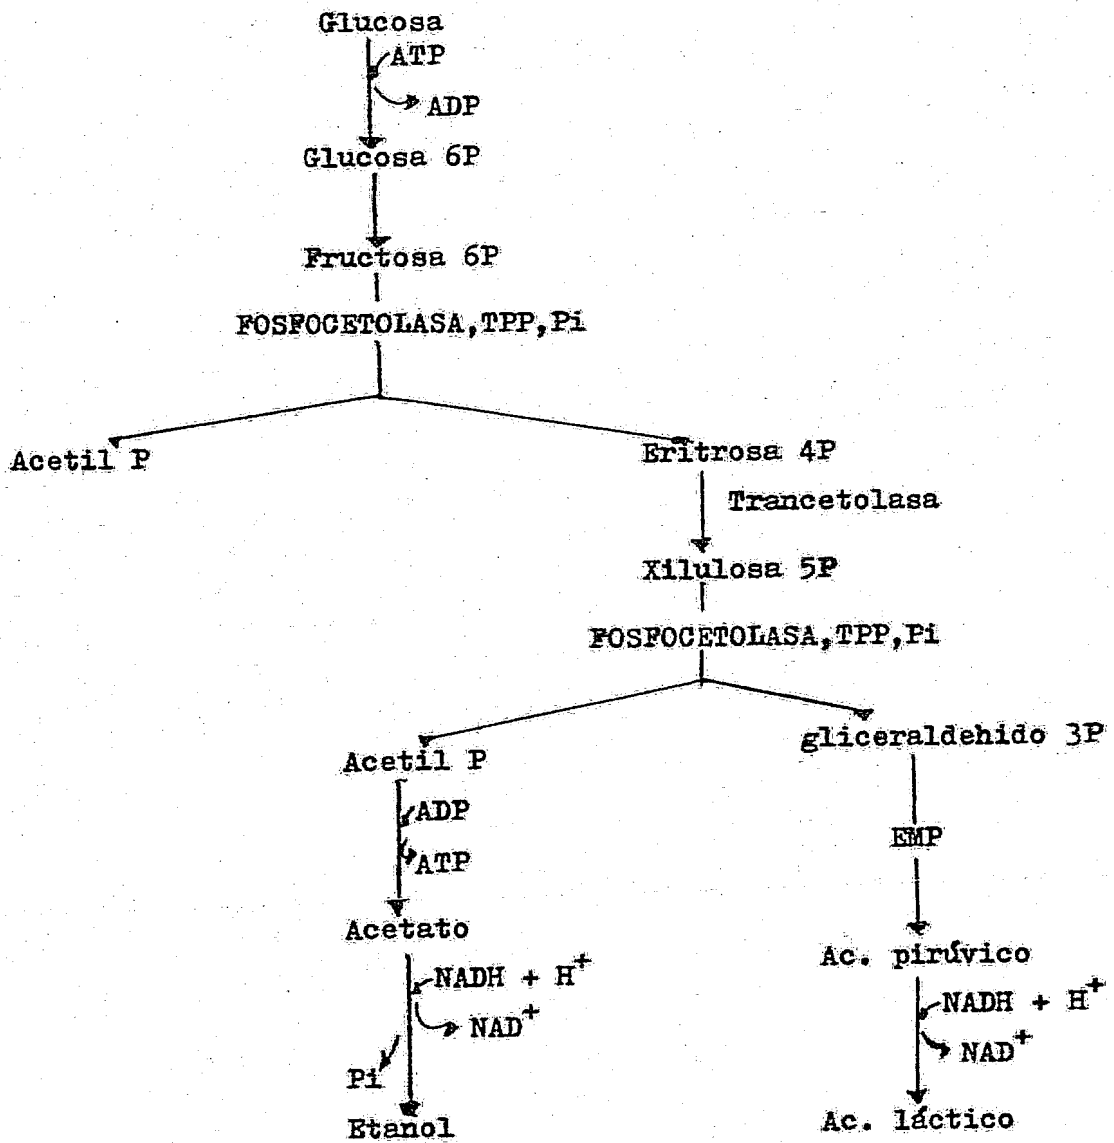 Glucosa
ATP
ADP
Glucosa 6P
Fructosa 6P
FOSFOCETOLASA,TPP,Pi
Acetil P
Eritrosa 4P
Trancetolasa
Xilulosa 5P
FOSFOCETOLASA,TPP,Pi
Acetil P
gliceraldehido 3P
ADP
ATP
EMP
Acetato
Ac. pirúvico
NADH + H+
NAD+
Pi
Etanol
NADH + H+
NAD+
Ac. láctico